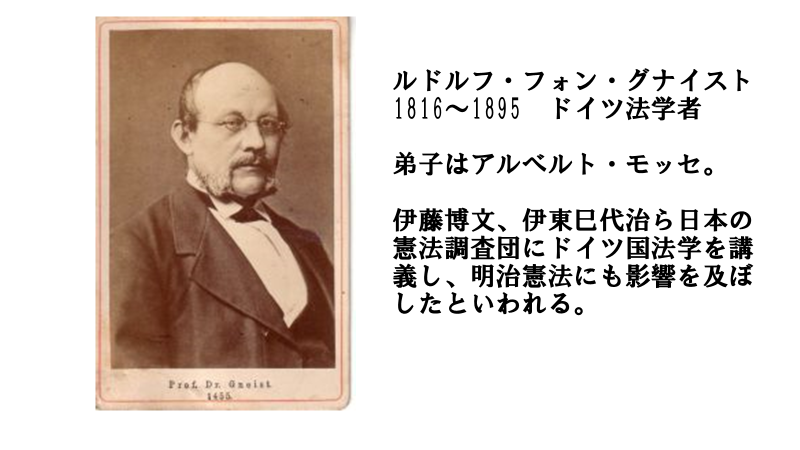 ルドルフ・フォン・グナイスト
1816～1895　ドイツ法学者
弟子はアルベルト・モッセ。
伊藤博文、伊東巳代治ら日本の
憲法調査団にドイツ国法学を講
義し、明治憲法にも影響を及ぼ
したといわれる。
Prof. Dr. Gneist.
1455.